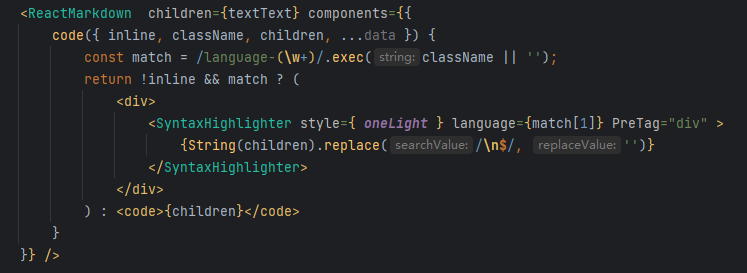 <ReactMarkdown  children={textText} components={{
    code({ inline, className, children, ...data }) {
        const match = /language-(\w+)/.exec( string: className || '');
        return !inline && match ? (
            <div>
                <SyntaxHighlighter style={ oneLight } language={match[1]} PreTag="div" >
                    {String(children).replace( searchValue: /\n$/, replaceValue: '')}
                </SyntaxHighlighter>
            </div>
        ) : <code>{children}</code>
    }
}} />